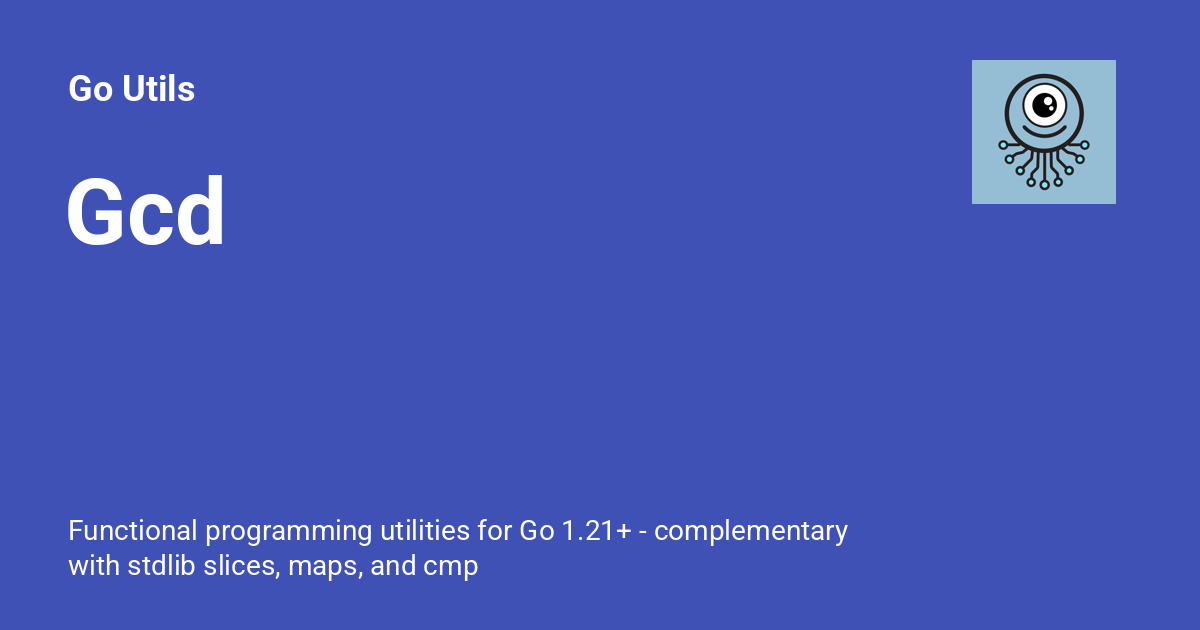 Go Utils
Gcd
Functional programming utilities for Go 1.21+ - complementary
with stdlib slices, maps, and cmp